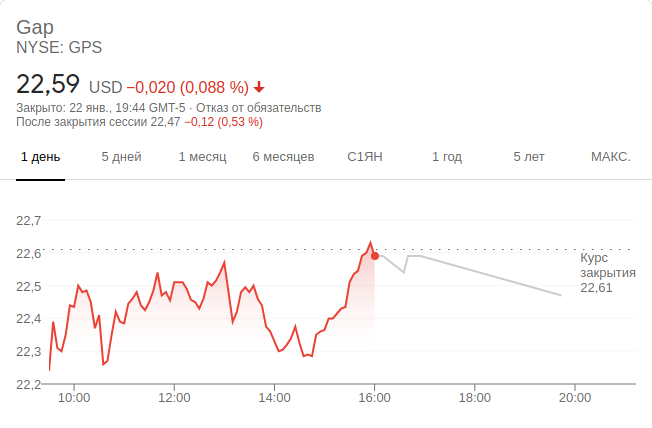 Gap
NYSE: GPS
22,59 USD −0,020 (0,088 %)
Закрыто: 22 янв., 19:44 GMT-5 · Отказ от обязательств
После закрытия сессии 22,47 −0,12 (0,53 %)
1 день 5 дней 1 месяц 6 месяцев С1ЯН 1 год 5 лет МАКС.
22,7
22,6
22,5
22,4
22,3
22,2
Курс
закрытия
22,61
10:00 12:00 14:00 16:00 18:00 20:00